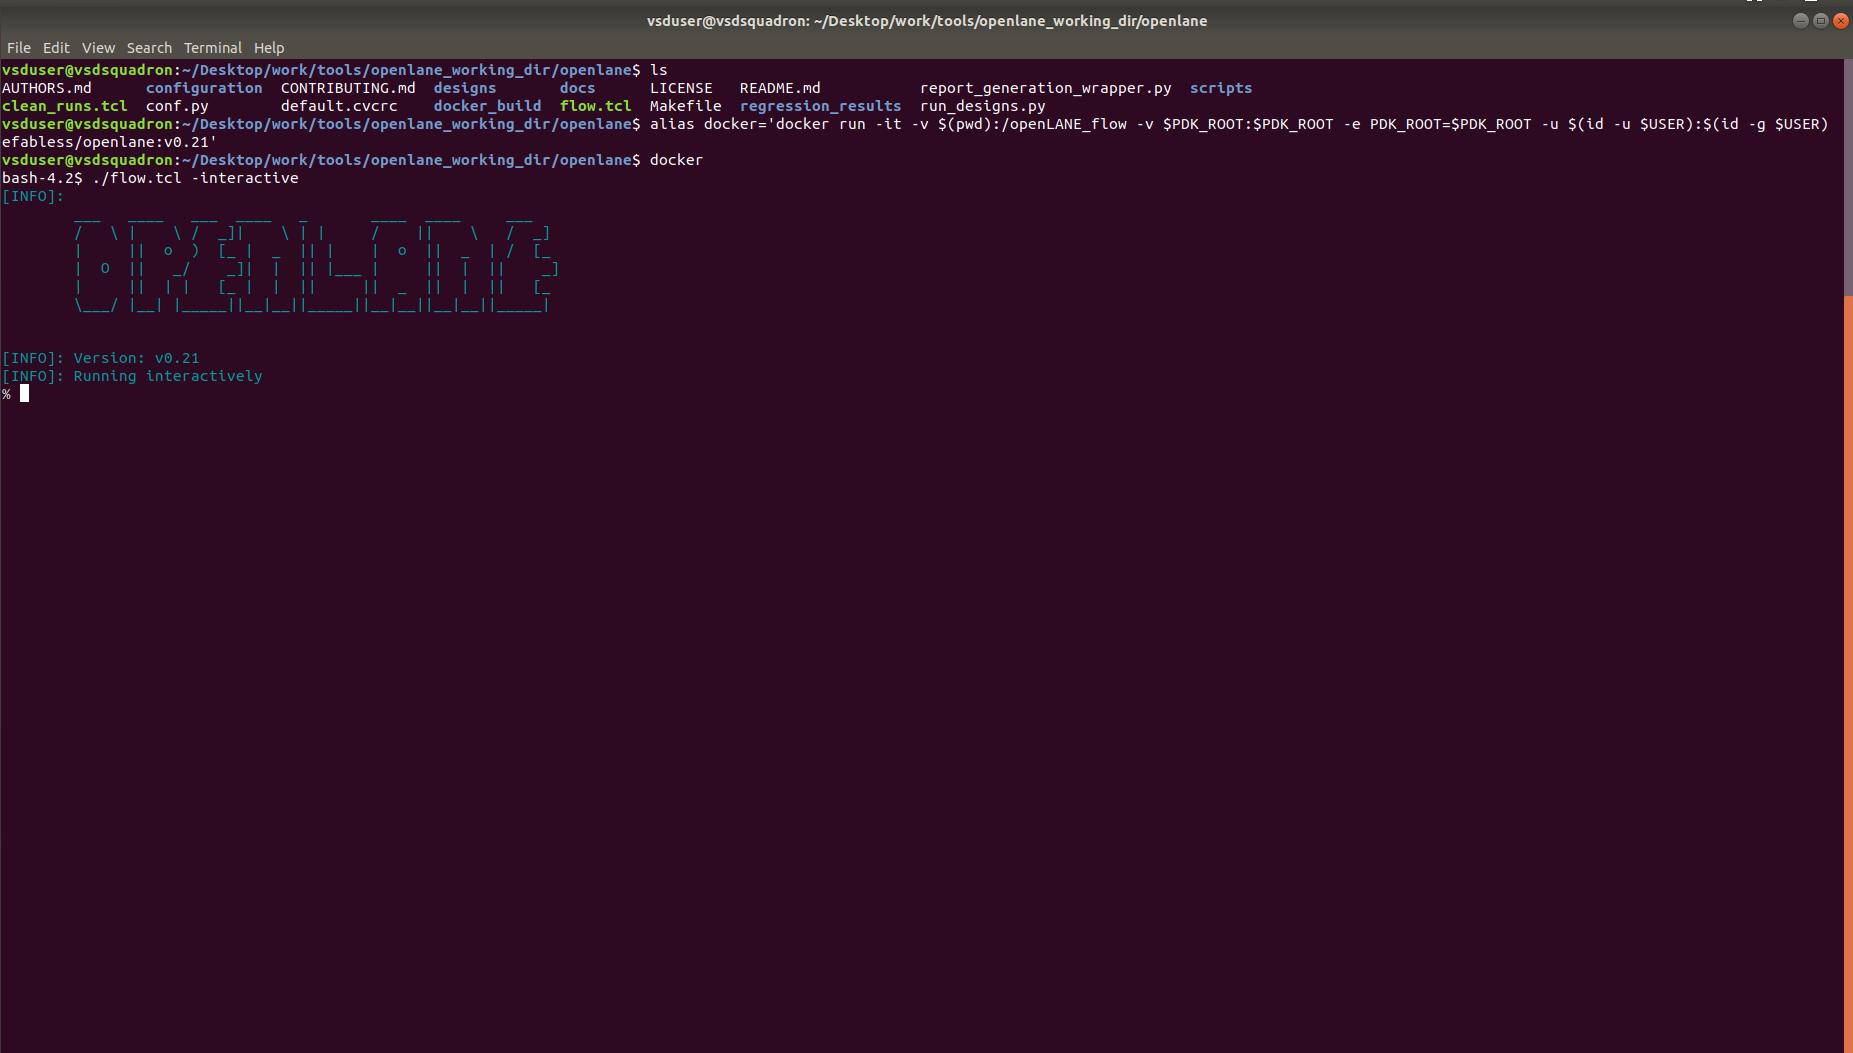 vsduser@vsdsquadron: ~/Desktop/work/tools/openlane_working_dir/openlane
File Edit View Search Terminal Help
vsduser@vsdsquadron:~/Desktop/work/tools/openlane_working_dir/openlane$ ls
AUTHORS.md      configuration  CONTRIBUTING.md  designs       docs      LICENSE   README.md           report_generation_wrapper.py  scripts
clean_runs.tcl  conf.py        default.cvcrc    docker_build  flow.tcl  Makefile  regression_results  run_designs.py
vsduser@vsdsquadron:~/Desktop/work/tools/openlane_working_dir/openlane$ alias docker='docker run -it -v $(pwd):/openLANE_flow -v $PDK_ROOT:$PDK_ROOT -e PDK_ROOT=$PDK_ROOT -u $(id -u $USER):$(id -g $USER)
efabless/openlane:v0.21'
vsduser@vsdsquadron:~/Desktop/work/tools/openlane_working_dir/openlane$ docker
bash-4.2$ ./flow.tcl -interactive
[INFO]:
OPENLANE
[INFO]: Version: v0.21
[INFO]: Running interactively
%